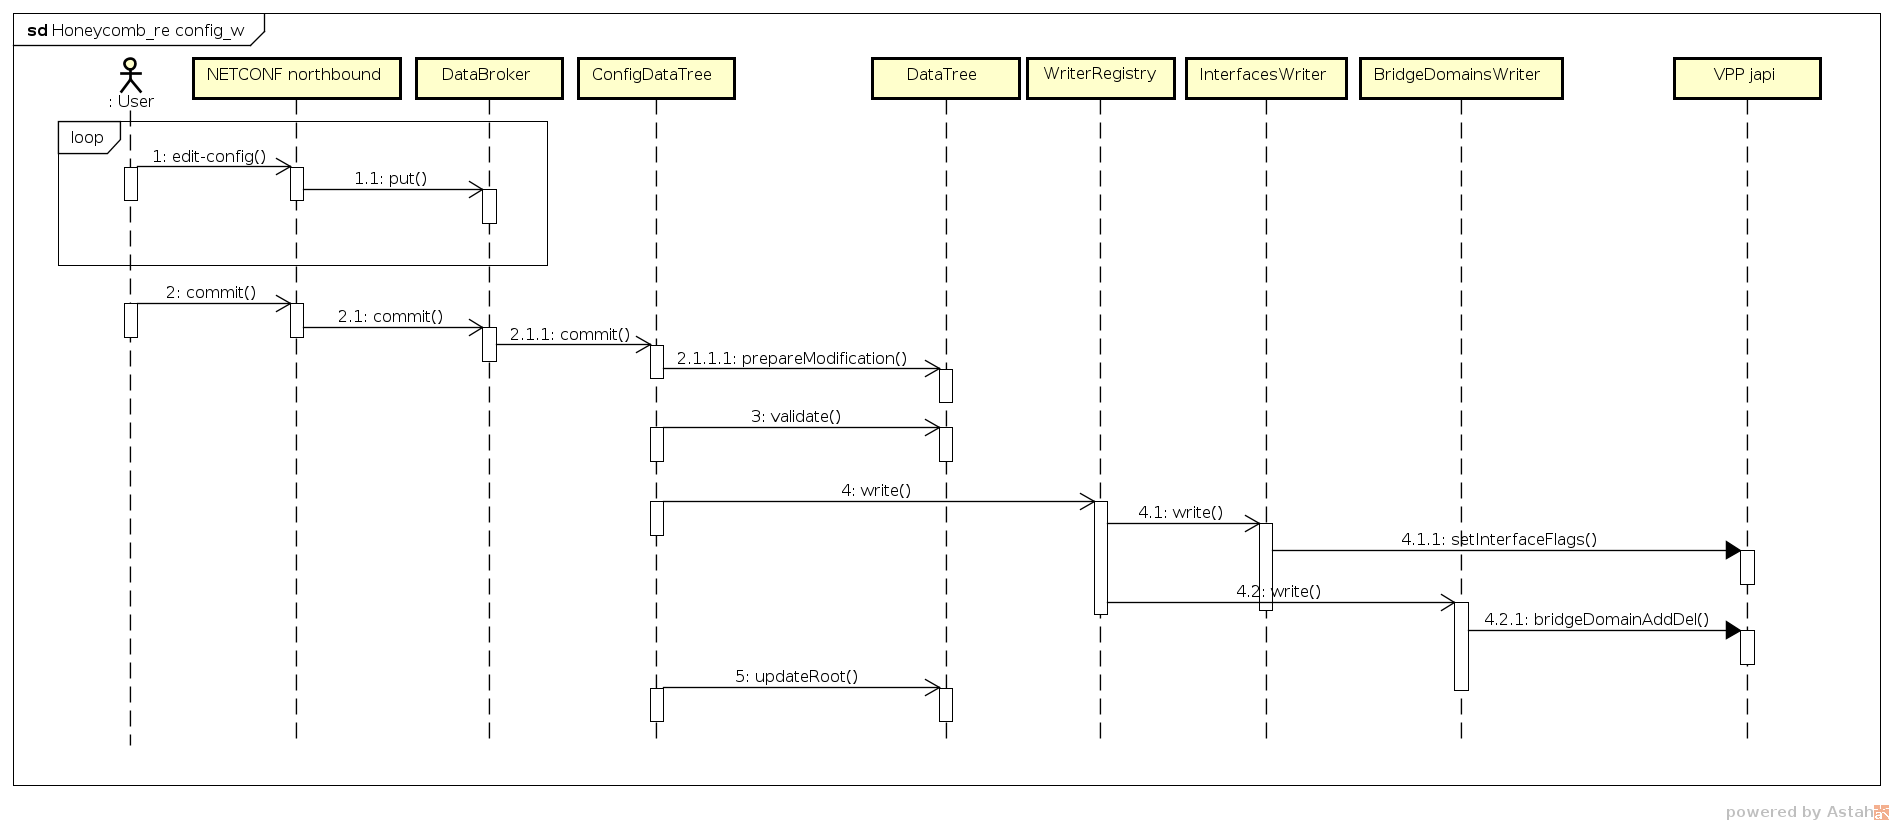 sd Honeycomb_re config_w
: User
NETCONF northbound
DataBroker
ConfigDataTree
DataTree
WriterRegistry
InterfacesWriter
BridgeDomainsWriter
VPP japi
loop
1: edit-config()
1.1: put()
2: commit()
2.1: commit()
2.1.1: commit()
2.1.1.1: prepareModification()
3: validate()
4: write()
4.1: write()
4.1.1: setInterfaceFlags()
4.2: write()
4.2.1: bridgeDomainAddDel()
5: updateRoot()
powered by Astah